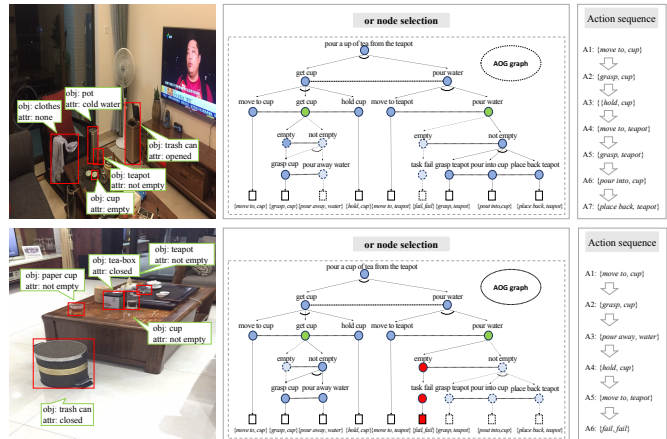 obj: pot
attr: cold water
obj: clothes
attr: none
obj: trash can
attr: opened
obj: teapot
attr: not empty
obj: cup
attr: empty
or node selection
pour a up of tea from the teapot
AOG graph
get cup
pour water
move to cup
get cup
hold cup
move to teapot
pour water
empty
not empty
empty
not empty
grasp cup
pour away water
task fail
grasp teapot
pour into cup
place back teapot
{move to, cup}
{grasp, cup}
{pour away, water}
{hold, cup}
{move to, teapot}
{fail, fail}
{grasp, teapot}
{pout into, cup}
{place back, teapot}
Action sequence
A1: {move to, cup}
A2: {grasp, cup}
A3: {{hold, cup}
A4: {move to, teapot}
A5: {grasp, teapot}
A6: {pour into, cup}
A7: {place back, teapot}
obj: teapot
attr: not empty
obj: tea-box
attr: closed
obj: paper cup
attr: not empty
obj: cup
attr: not empty
obj: trash can
attr: closed
or node selection
pour a cup of tea from the teapot
AOG graph
get cup
pour water
move to cup
get cup
hold cup
move to teapot
pour water
empty
not empty
empty
not empty
grasp cup
pour away water
task fail
grasp teapot
pour into cup
place back teapot
{move to, cup}
{grasp, cup}
{pour away, water}
{hold, cup}
{move to, teapot}
{fail, fail}
{grasp, teapot}
{pout into,cup}
{place back, teapot}
Action sequence
A1: {move to, cup}
A2: {grasp, cup}
A3: {pour away, water}
A4: {hold, cup}
A5: {move to, teapot}
A6: {fail, fail}